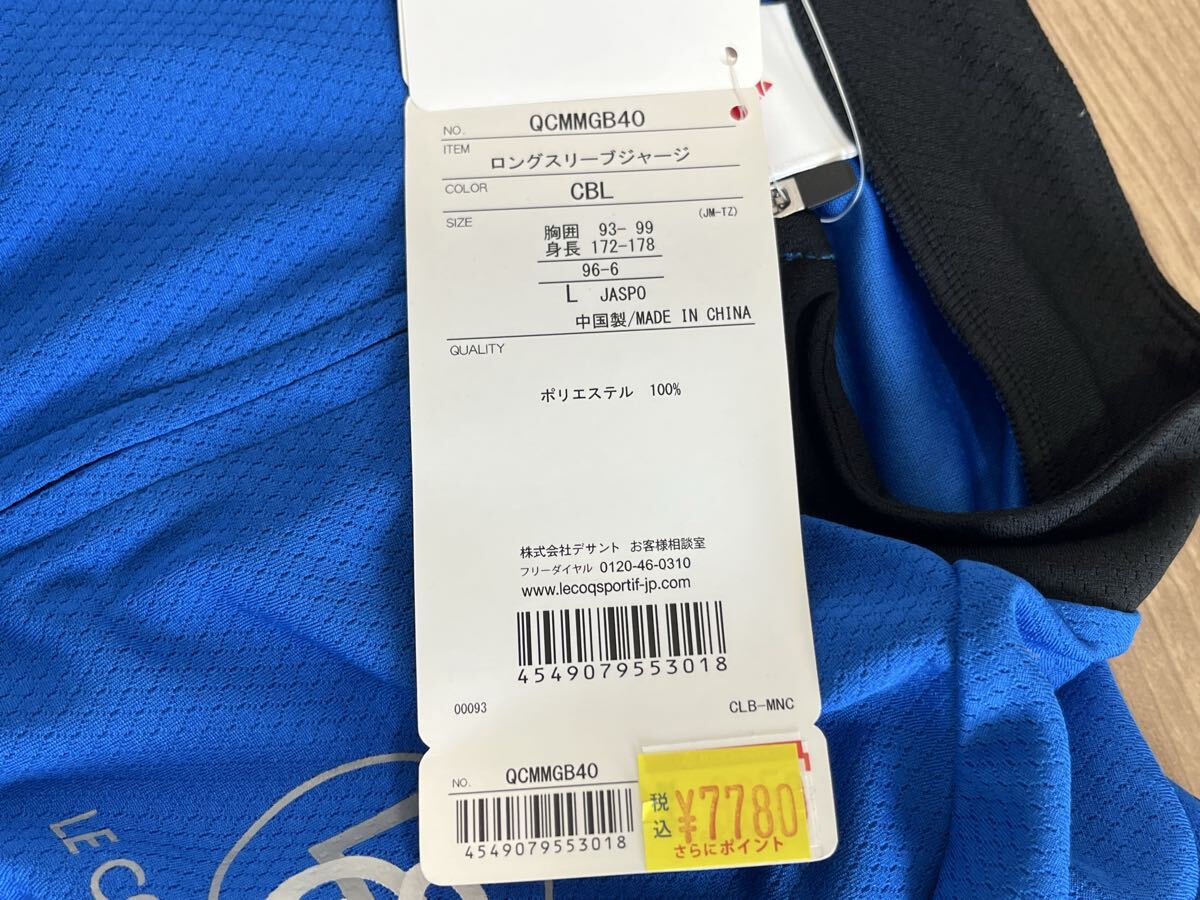 NO. QCMMGB40
ITEM
ロングスリーブジャージ
COLOR CBL
SIZE (JM-TZ)
胸囲 93- 99
身長 172-178
96-6
L JASPO
中国製/MADE IN CHINA
QUALITY
ポリエステル 100%
株式会社デサント お客様相談室
フリーダイヤル 0120-46-0310
www.lecoqsportif-jp.com
4549079553018
00093 CLB-MNC
NO. QCMMGB40
4549079553018
税込 ¥7780
さらにポイント
LE C